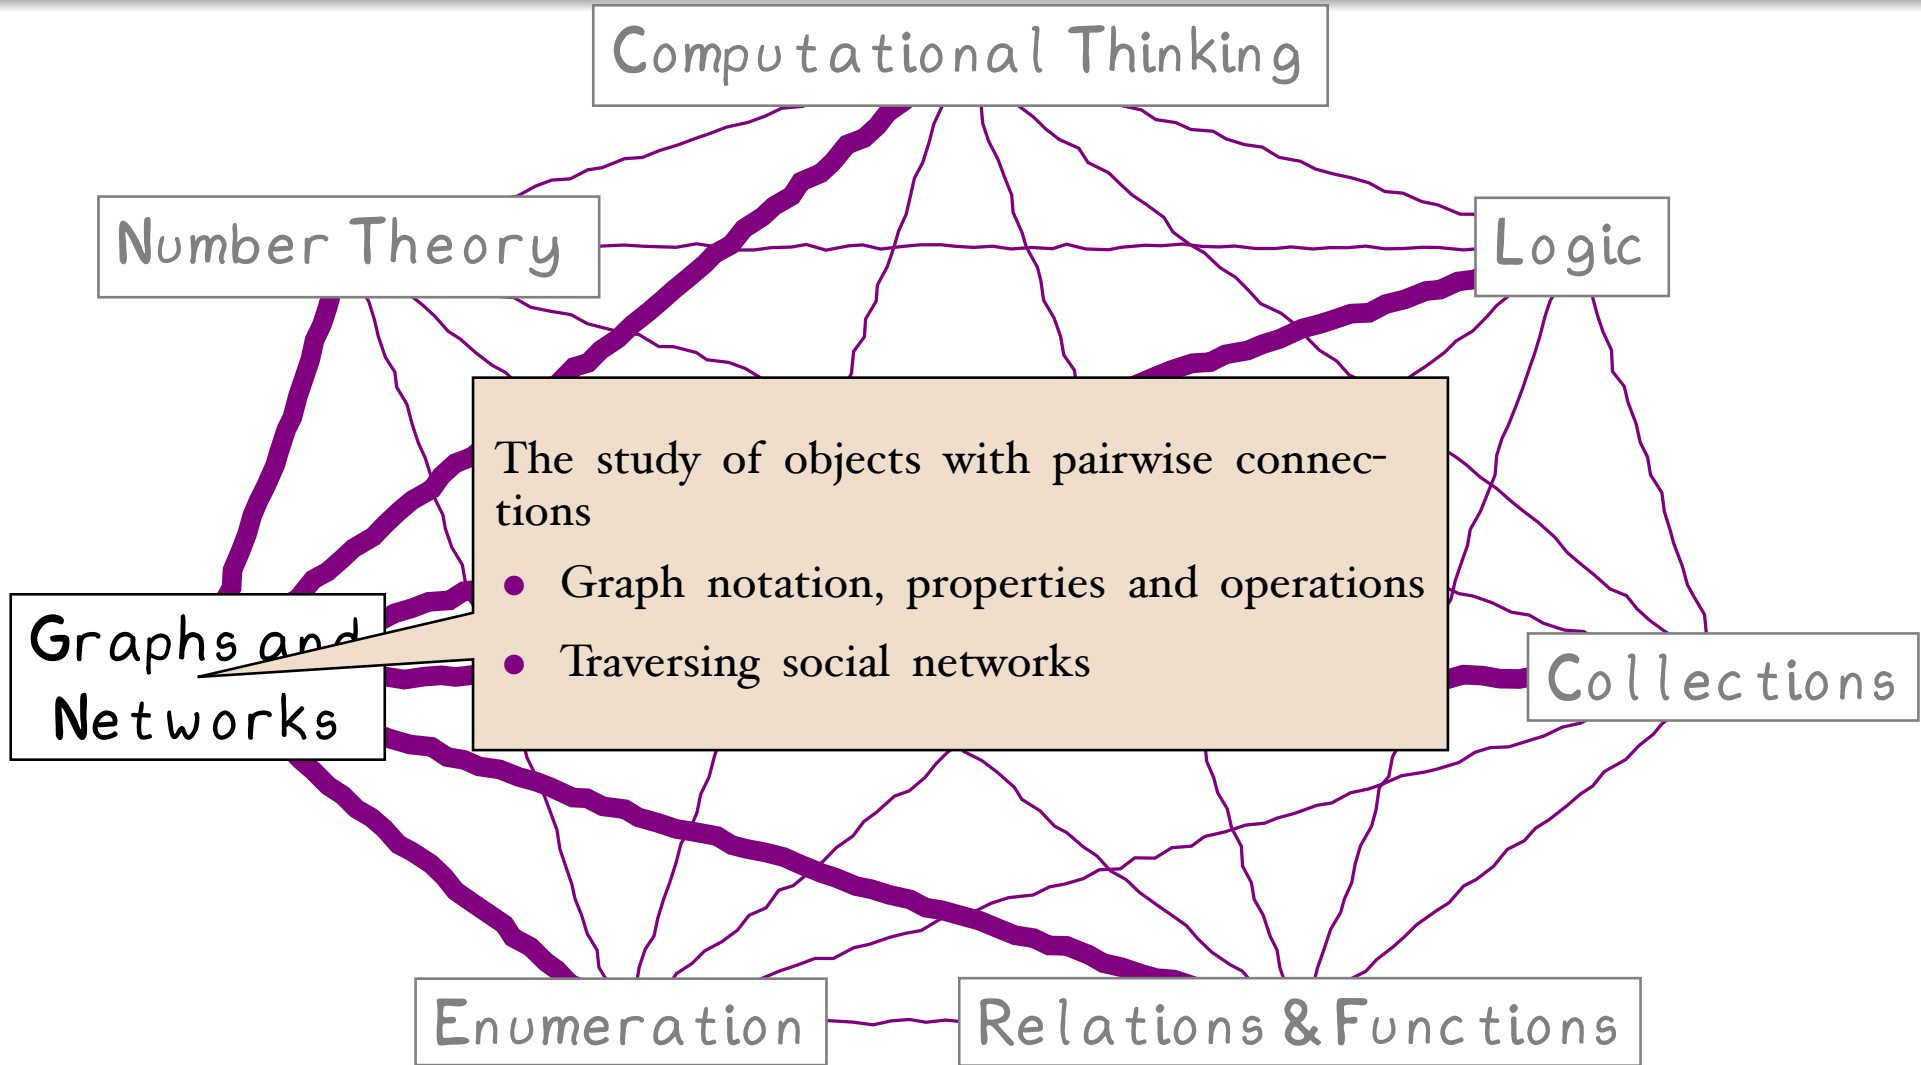 Computational Thinking
Number Theory
Logic
The study of objects with pairwise connec-
tions
• Graph notation, properties and operations
• Traversing social networks
Graphs and
Networks
Collections
Enumeration
Relations & Functions